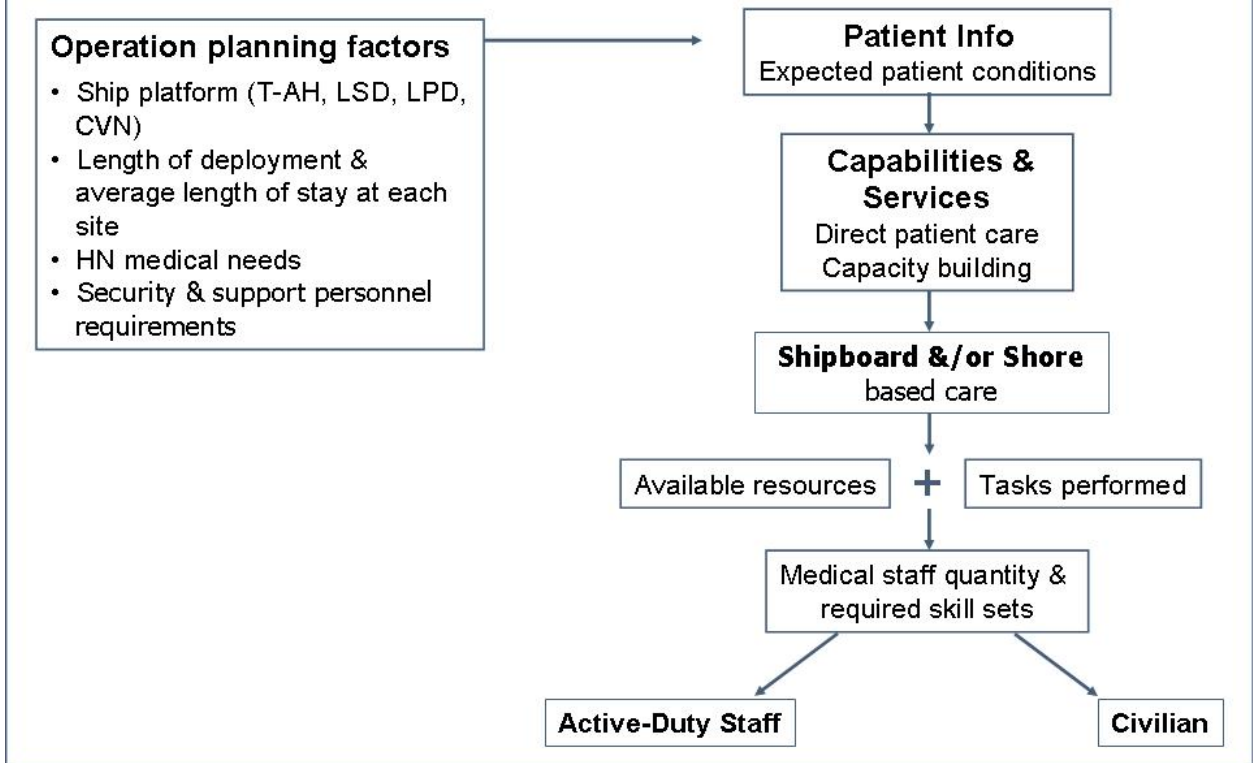 Operation planning factors
• Ship platform (T-AH, LSD, LPD,
CVN)
• Length of deployment &
average length of stay at each
site
• HN medical needs
• Security & support personnel
requirements
Patient Info
Expected patient conditions
Capabilities &
Services
Direct patient care
Capacity building
Shipboard &/or Shore
based care
Available resources
+
Tasks performed
Medical staff quantity &
required skill sets
Active-Duty Staff
Civilian